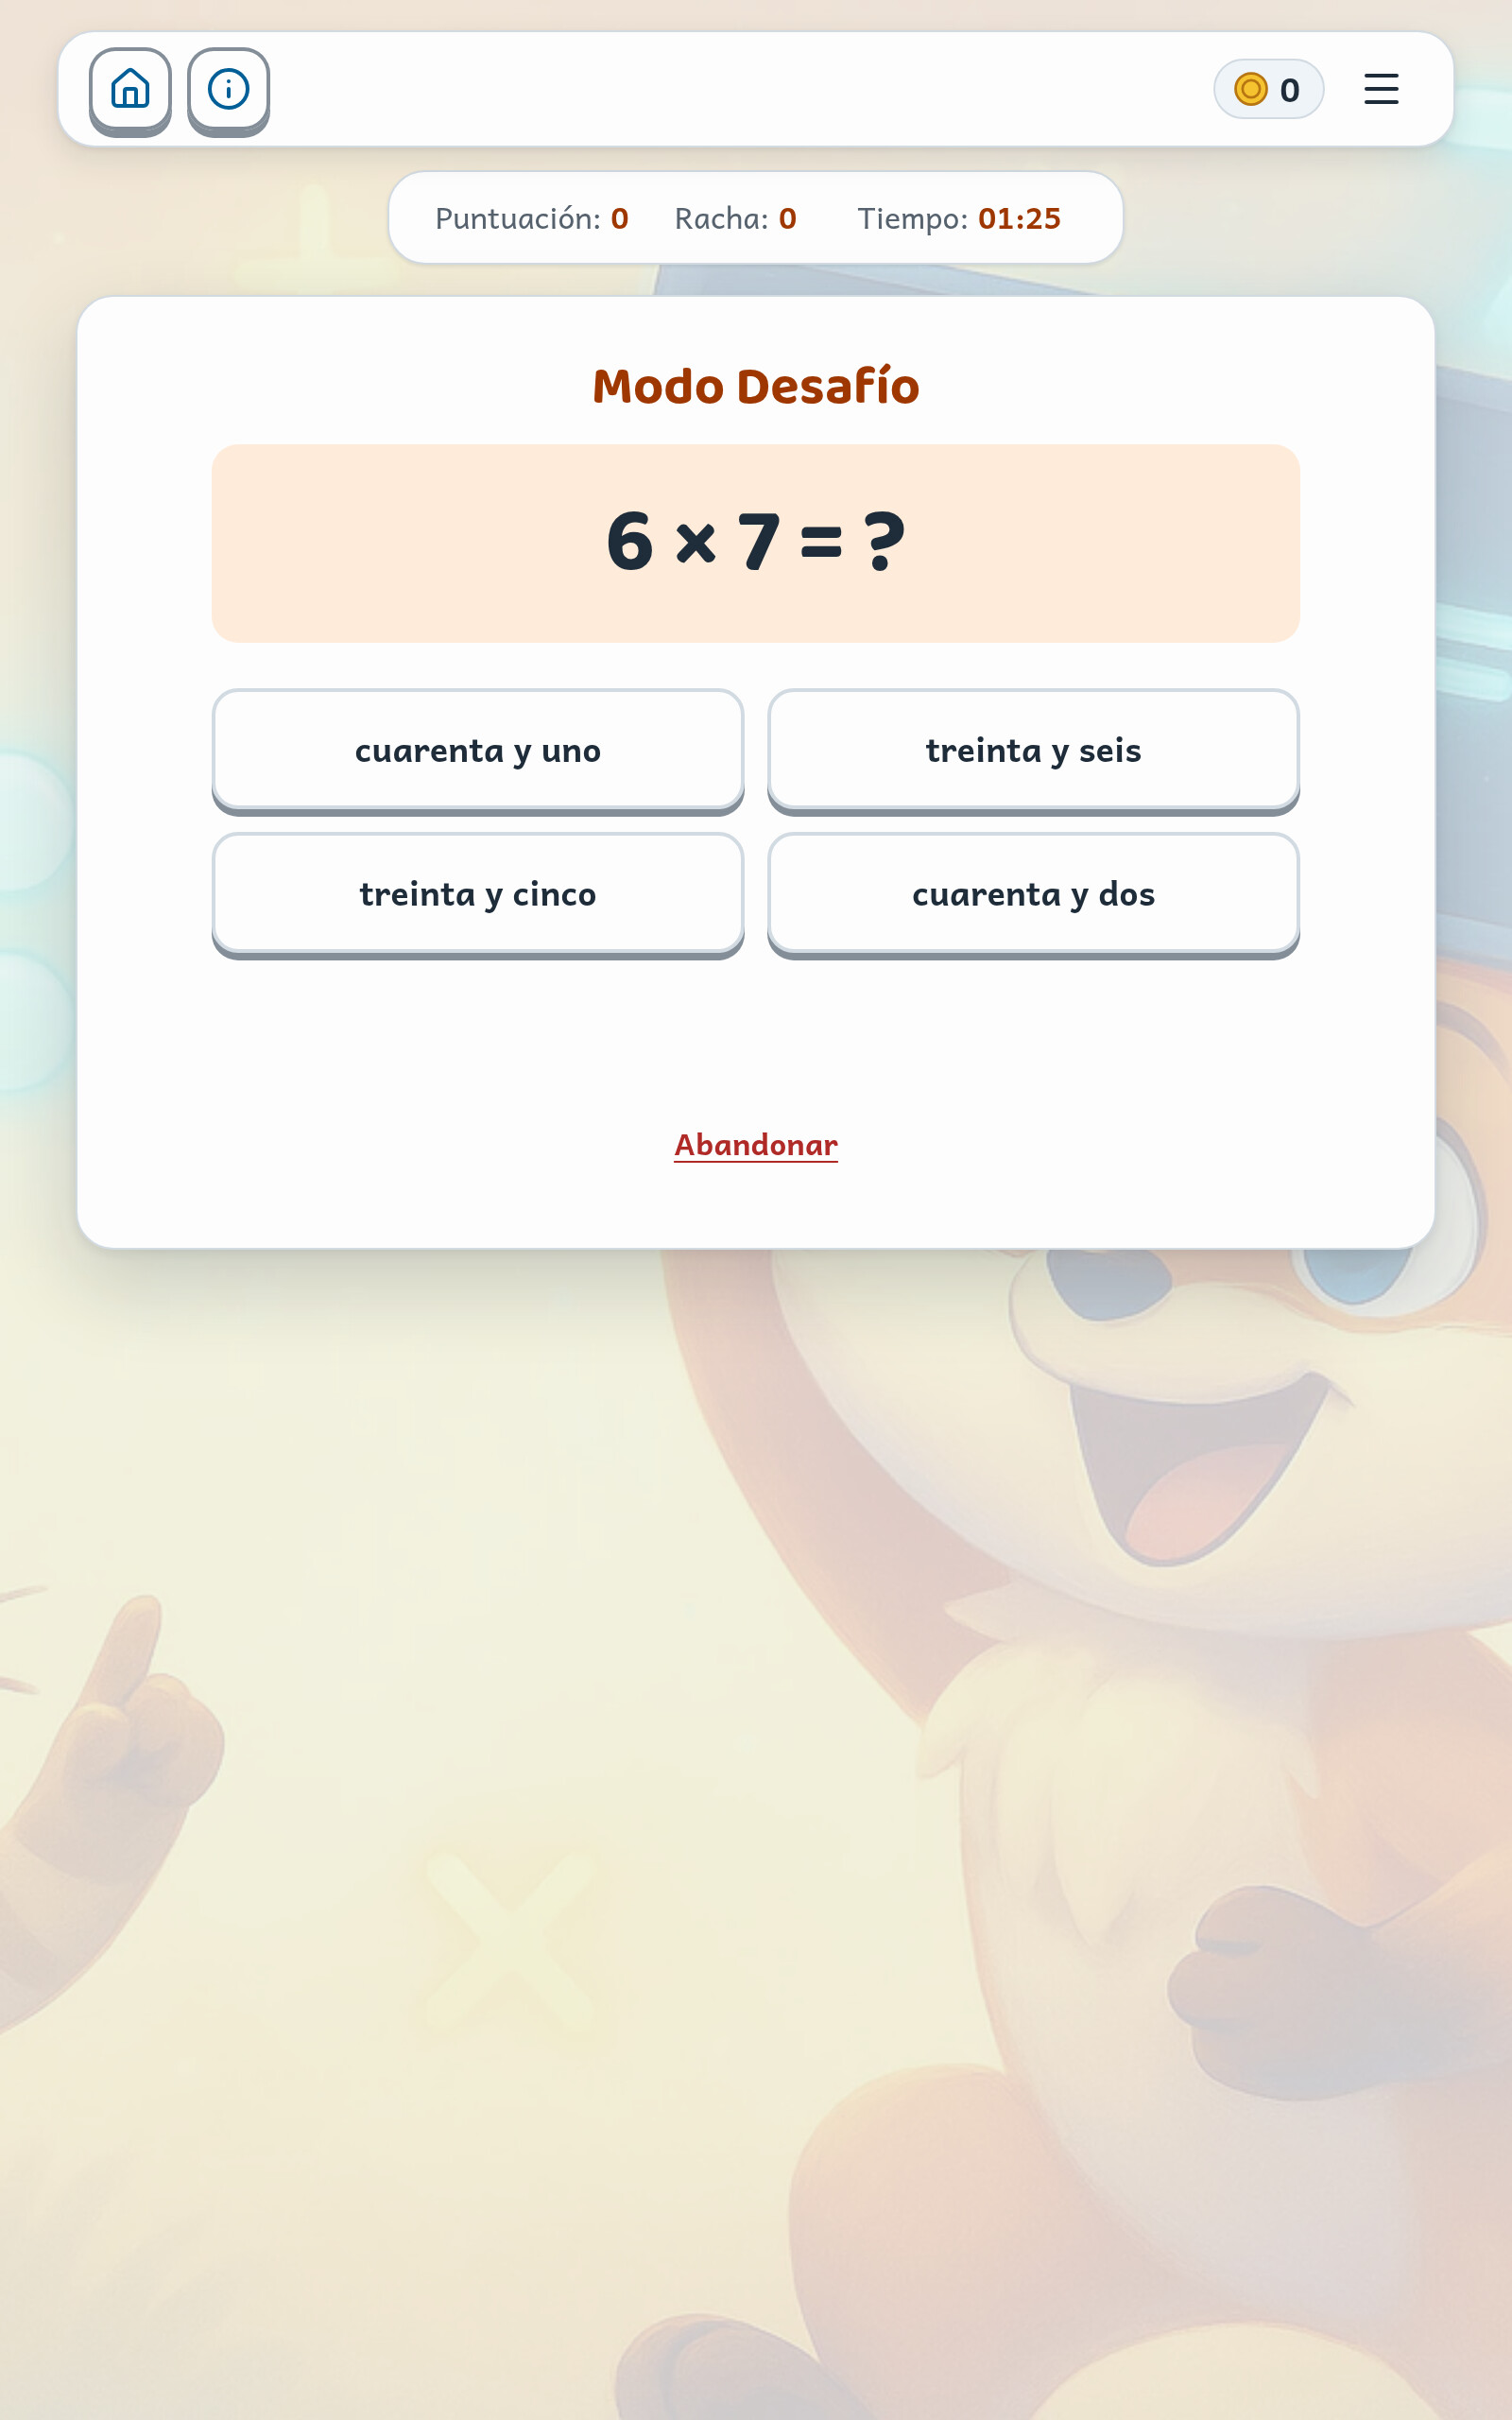 0
Puntuación: 0 Racha: 0 Tiempo: 01:25
Modo Desafío
6 × 7 = ?
cuarenta y uno
treinta y seis
treinta y cinco
cuarenta y dos
Abandonar